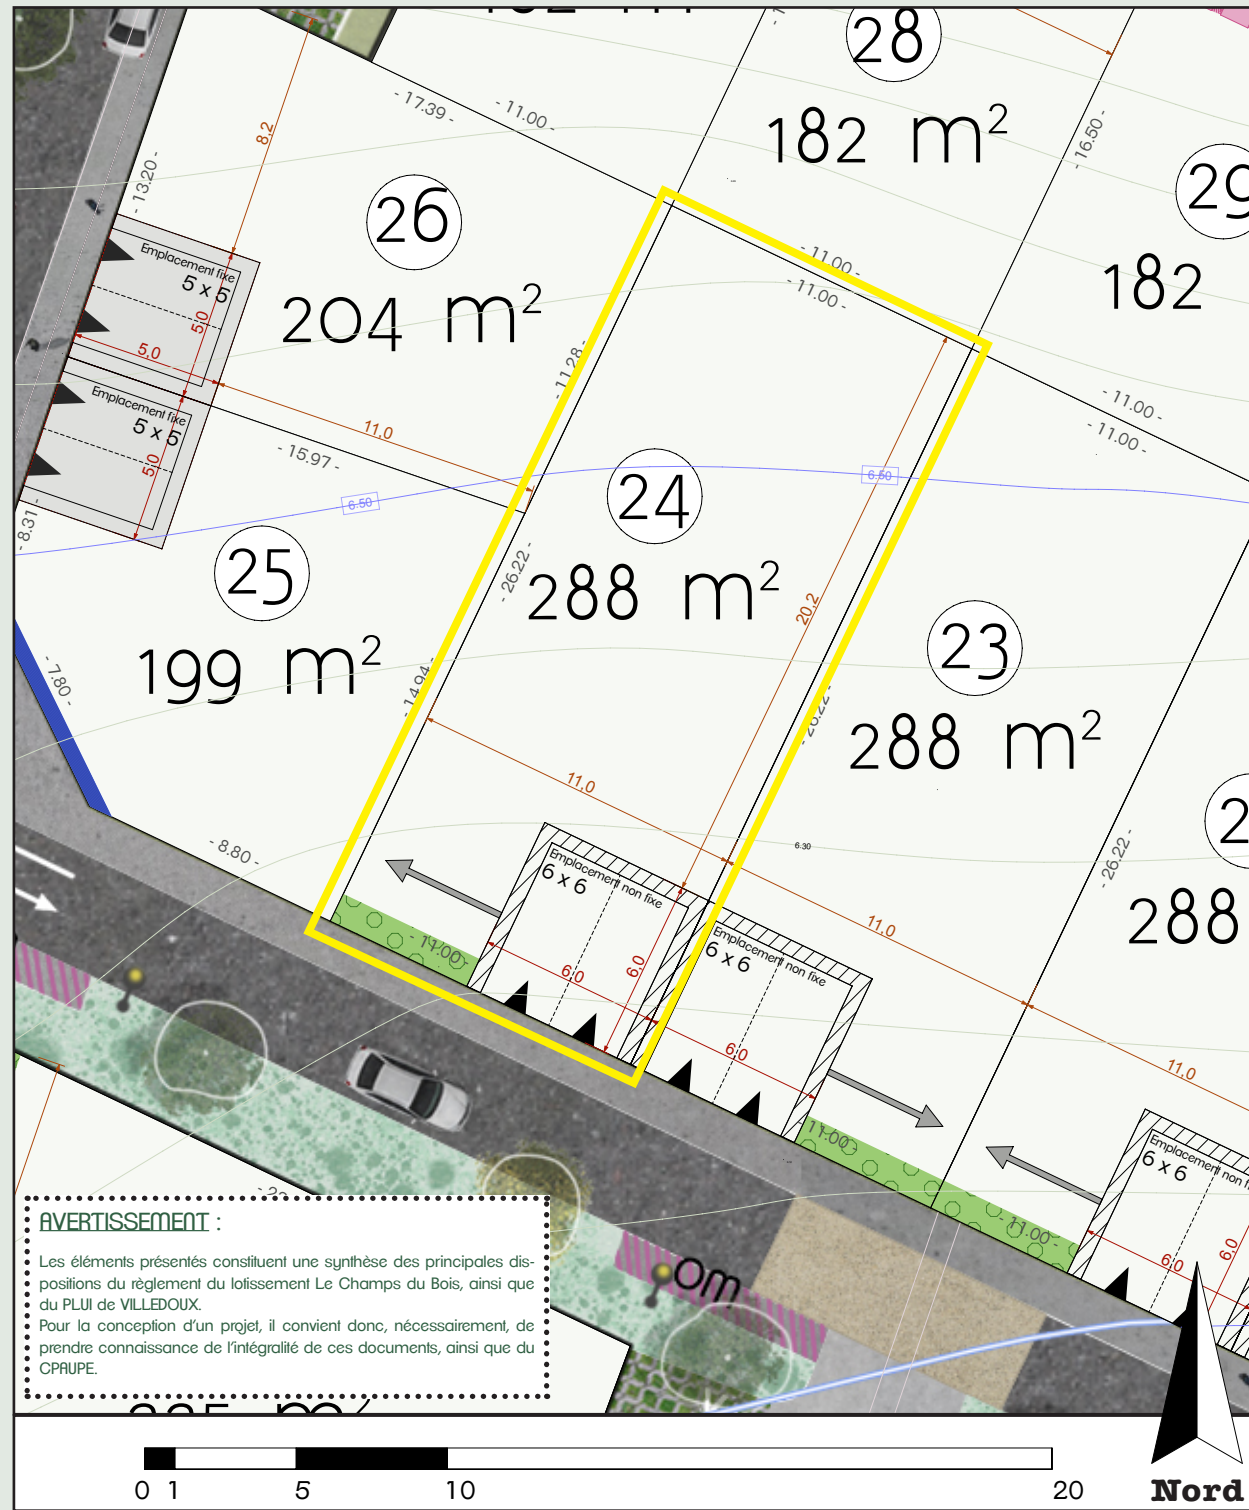 28
182 m²
- 17.39 -
- 11.00 -
- 16.50 -
8,2
- 13.20 -
26
204 m²
29
182
Emplacement fixe
5 x 5
5,0
5,0
- 11.00 -
- 11.00 -
- 11.28 -
- 11.00 -
- 11.00 -
Emplacement fixe
5 x 5
5,0
11,0
- 15.97 -
6.50
6.50
- 8.31 -
24
288 m²
- 26.22 -
20,2
25
199 m²
- 7.80 -
- 14.94 -
23
288 m²
- 26.22 -
11,0
- 8.80 -
6.30
- 26.22 -
288
Emplacement non fixe
6 x 6
6,0
6,0
- 11.00 -
11,0
Emplacement non fixe
6 x 6
6,0
11,0
- 11.00 -
- 11.00 -
Emplacement non
6 x 6
6,0
6,0
AVERTISSEMENT :
Les éléments présentés constituent une synthèse des principales dis-
positions du règlement du lotissement Le Champs du Bois, ainsi que
du PLUI de VILLEDOUX.
Pour la conception d'un projet, il convient donc, nécessairement, de
prendre connaissance de l'intégralité de ces documents, ainsi que du
CPAUPE.
0m
0 1 5 10 20
Nord